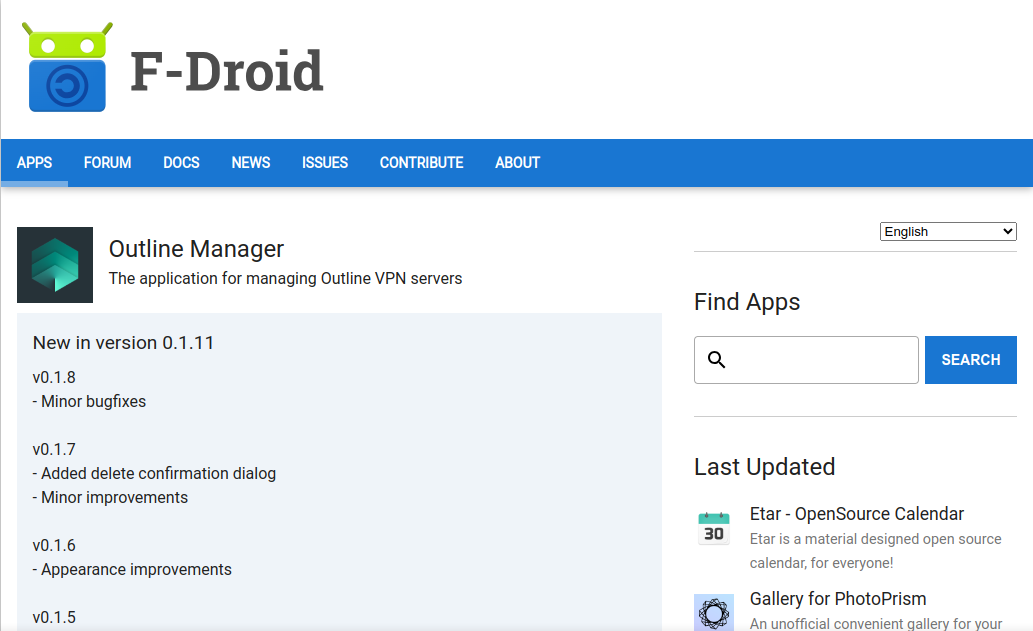 F-Droid
APPS FORUM DOCS NEWS ISSUES CONTRIBUTE ABOUT
Outline Manager
The application for managing Outline VPN servers
New in version 0.1.11
v0.1.8
- Minor bugfixes
v0.1.7
- Added delete confirmation dialog
- Minor improvements
v0.1.6
- Appearance improvements
v0.1.5
English
Find Apps
SEARCH
Last Updated
30
Etar - OpenSource Calendar
Etar is a material designed open source
calendar, for everyone!
Gallery for PhotoPrism
An unofficial convenient gallery for your